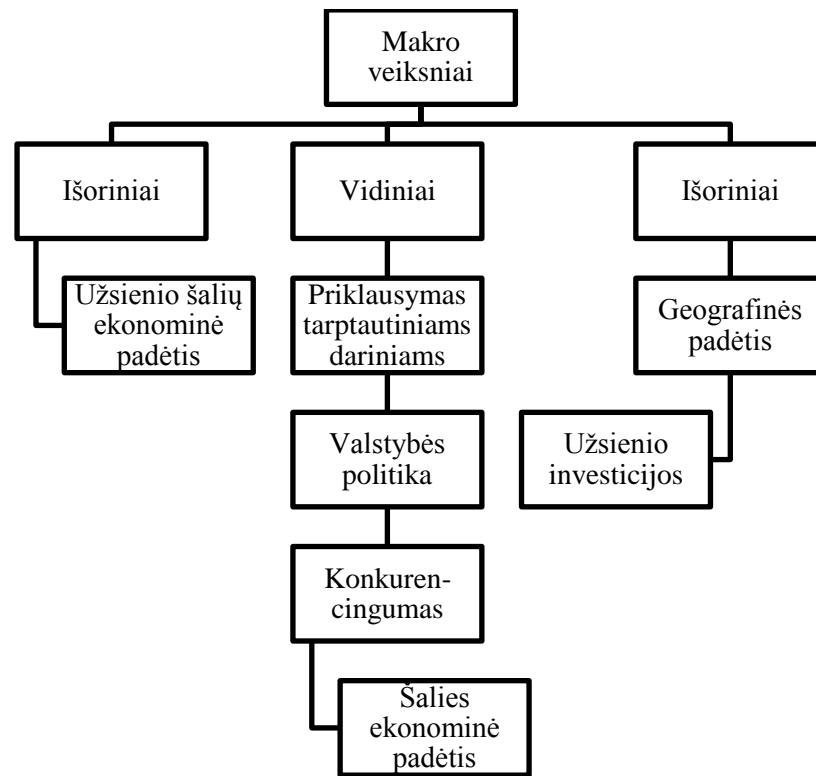 Makro
veiksniai
Išoriniai
Vidiniai
Išoriniai
Užsienio šalių
ekonominė
padėtis
Priklausymas
tarptautiniams
dariniams
Geografinės
padėtis
Valstybės
politika
Užsienio
investicijos
Konkuren-
cingumas
Šalies
ekonominė
padėtis